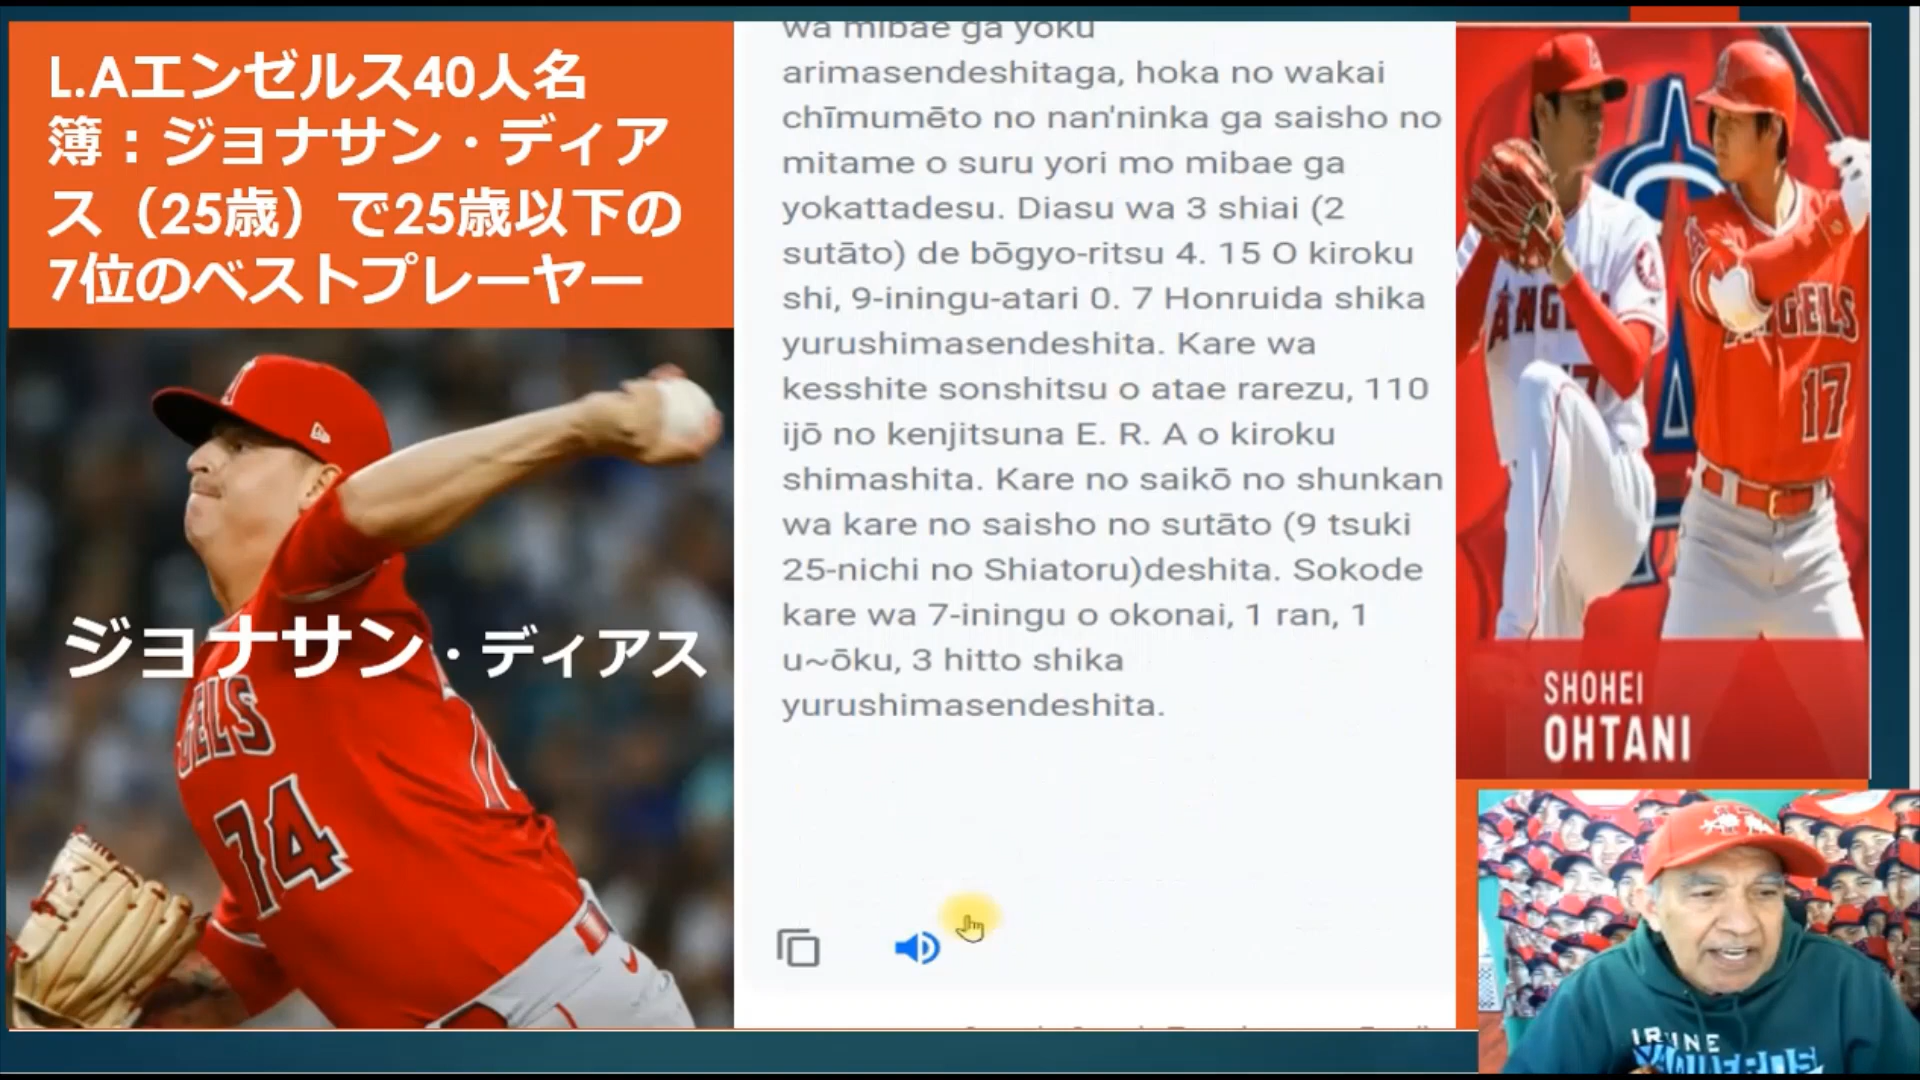 L.Aエンゼルス40人名
簿：ジョナサン・ディア
ス（25歳）で25歳以下の
7位のベストプレーヤー
ジョナサン・ディアス
GELS
74
wa mibae ga yoku
arimasendeshitaga, hoka no wakai
chīmumēto no nan'ninka ga saisho no
mitame o suru yori mo mibae ga
yokattadesu. Diasu wa 3 shiai (2
sutāto) de bōgyo-ritsu 4. 15 O kiroku
shi, 9-iningu-atari 0. 7 Honruida shika
yurushimasendeshita. Kare wa
kesshite sonshitsu o atae rarezu, 110
ijō no kenjitsuna E. R. A o kiroku
shimashita. Kare no saikō no shunkan
wa kare no saisho no sutāto (9 tsuki
25-nichi no Shiatoru)deshita. Sokode
kare wa 7-iningu o okonai, 1 ran, 1
u~ōku, 3 hitto shika
yurushimasendeshita.
ANGELS
17
SHOHEI
OHTANI
IRVINE
VAQUEROS